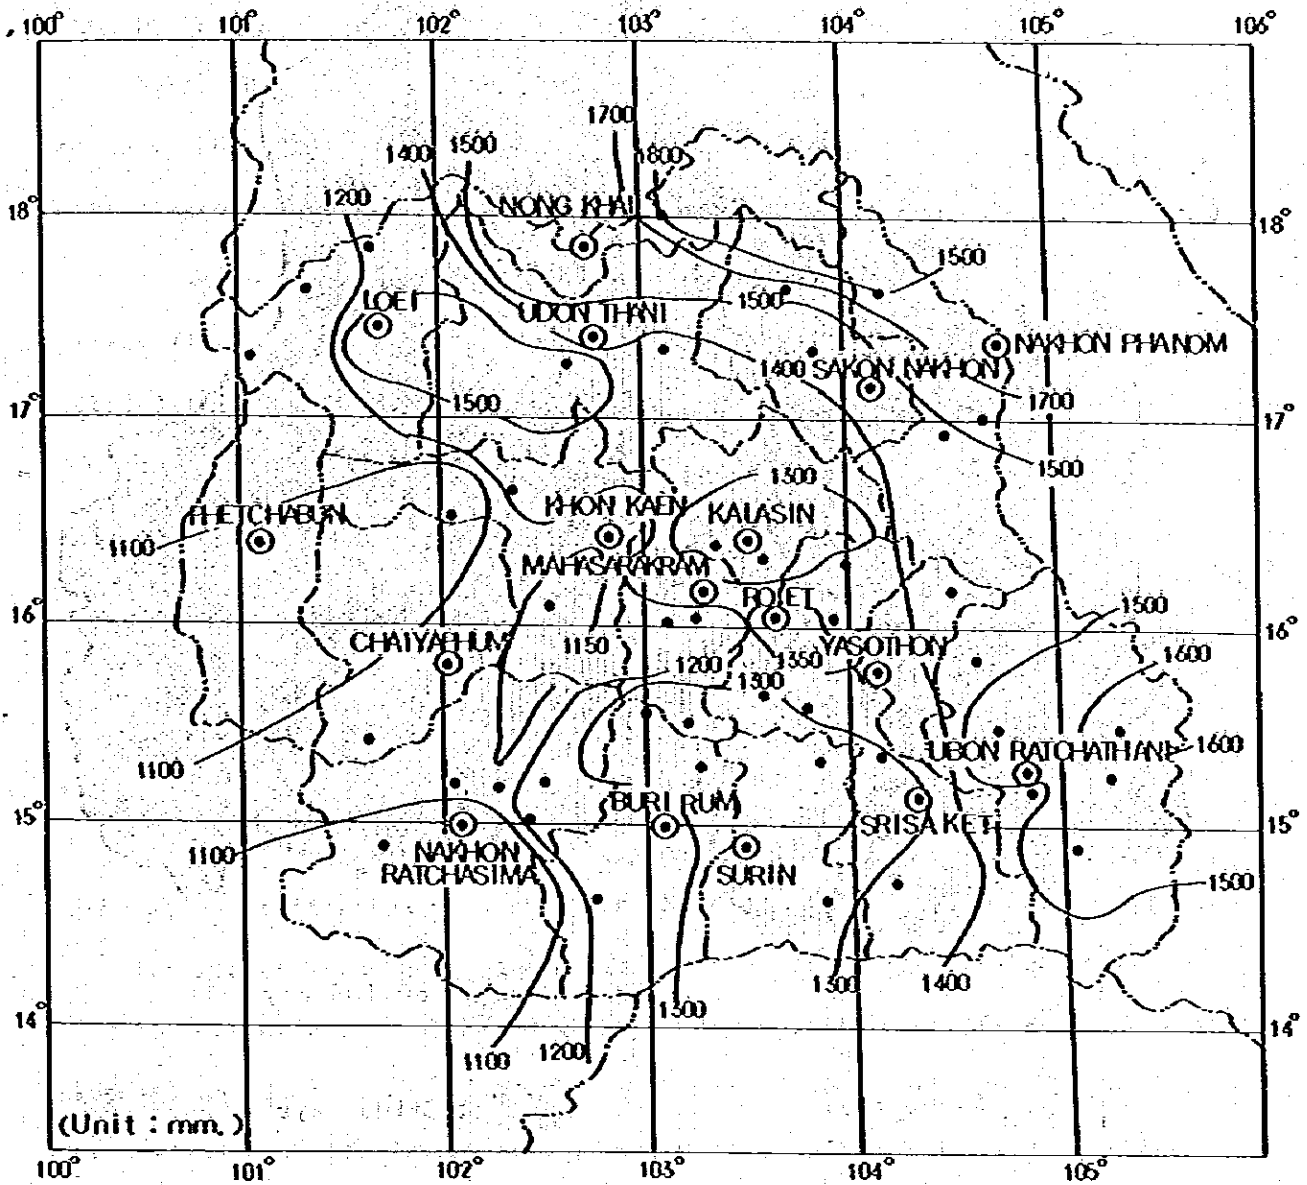 100° 101° 102° 103° 104° 105° 106°
1700
1400 1500 1800
1200
18° NONG KHAI 18°
1500
LOEI UDON THANI 1500
NAKHON PHANOM
1400 SAKON NAKHON
17° 1500 1700 17°
1500
1300
PHETCHABUN KHON KAEN KALASIN
1100
MAHASARAKRAM
ROIET
16° 1500 16°
CHAIYAPHUM 1150 1200 1350 YASOTHON 1600
1300
1100 UBON RATCHATHANI 1600
BURI RUM
15° SRISAKET 15°
1100 NAKHON
RATCHASIMA SURIN 1500
1300 1400
14° 1300 14°
1100 1200
(Unit : mm.)
100° 101° 102° 103° 104° 105°